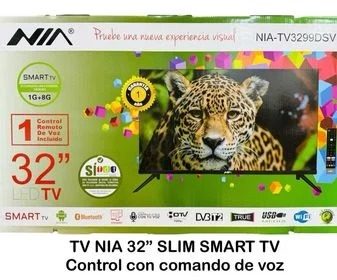 NIA
Pruebe una nueva experiencia visual
NIA-TV3299DSV
SMART TV
1G+8G
1 Control
Remoto
De Voz
Incluido
32”
LED TV
SMART TV
Bluetooth
HDTV
DVB T2
TRUE
USB
WiFi
TV NIA 32” SLIM SMART TV
Control con comando de voz